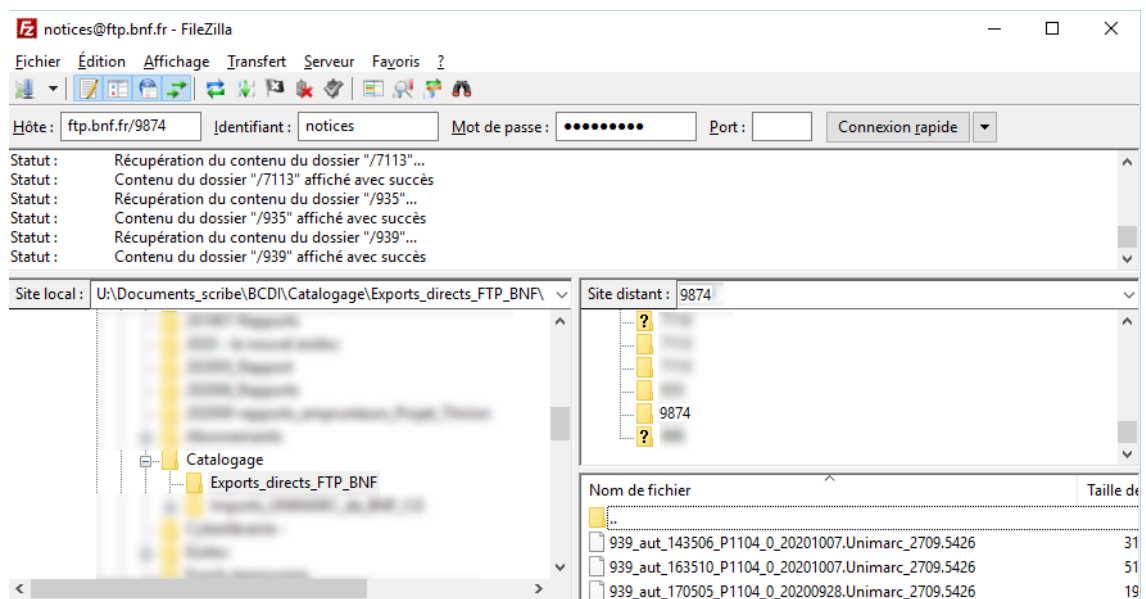 notices@ftp.bnf.fr - FileZilla
Fichier Édition Affichage Transfert Serveur Favoris ?
Hôte : ftp.bnf.fr/9874 Identifiant : notices Mot de passe : ●●●●●●●●● Port : Connexion rapide
Statut : Récupération du contenu du dossier "/7113"...
Statut : Contenu du dossier "/7113" affiché avec succès
Statut : Récupération du contenu du dossier "/935"...
Statut : Contenu du dossier "/935" affiché avec succès
Statut : Récupération du contenu du dossier "/939"...
Statut : Contenu du dossier "/939" affiché avec succès
Site local : U:\Documents_scribe\BCDI\Catalogage\Exports_directs_FTP_BNF\
Catalogage
Exports_directs_FTP_BNF
Site distant : 9874
9874
Nom de fichier Taille de
..
939_aut_143506_P1104_0_20201007.Unimarc_2709.5426 31
939_aut_163510_P1104_0_20201007.Unimarc_2709.5426 51
939_aut_170505_P1104_0_20200928.Unimarc_2709.5426 19